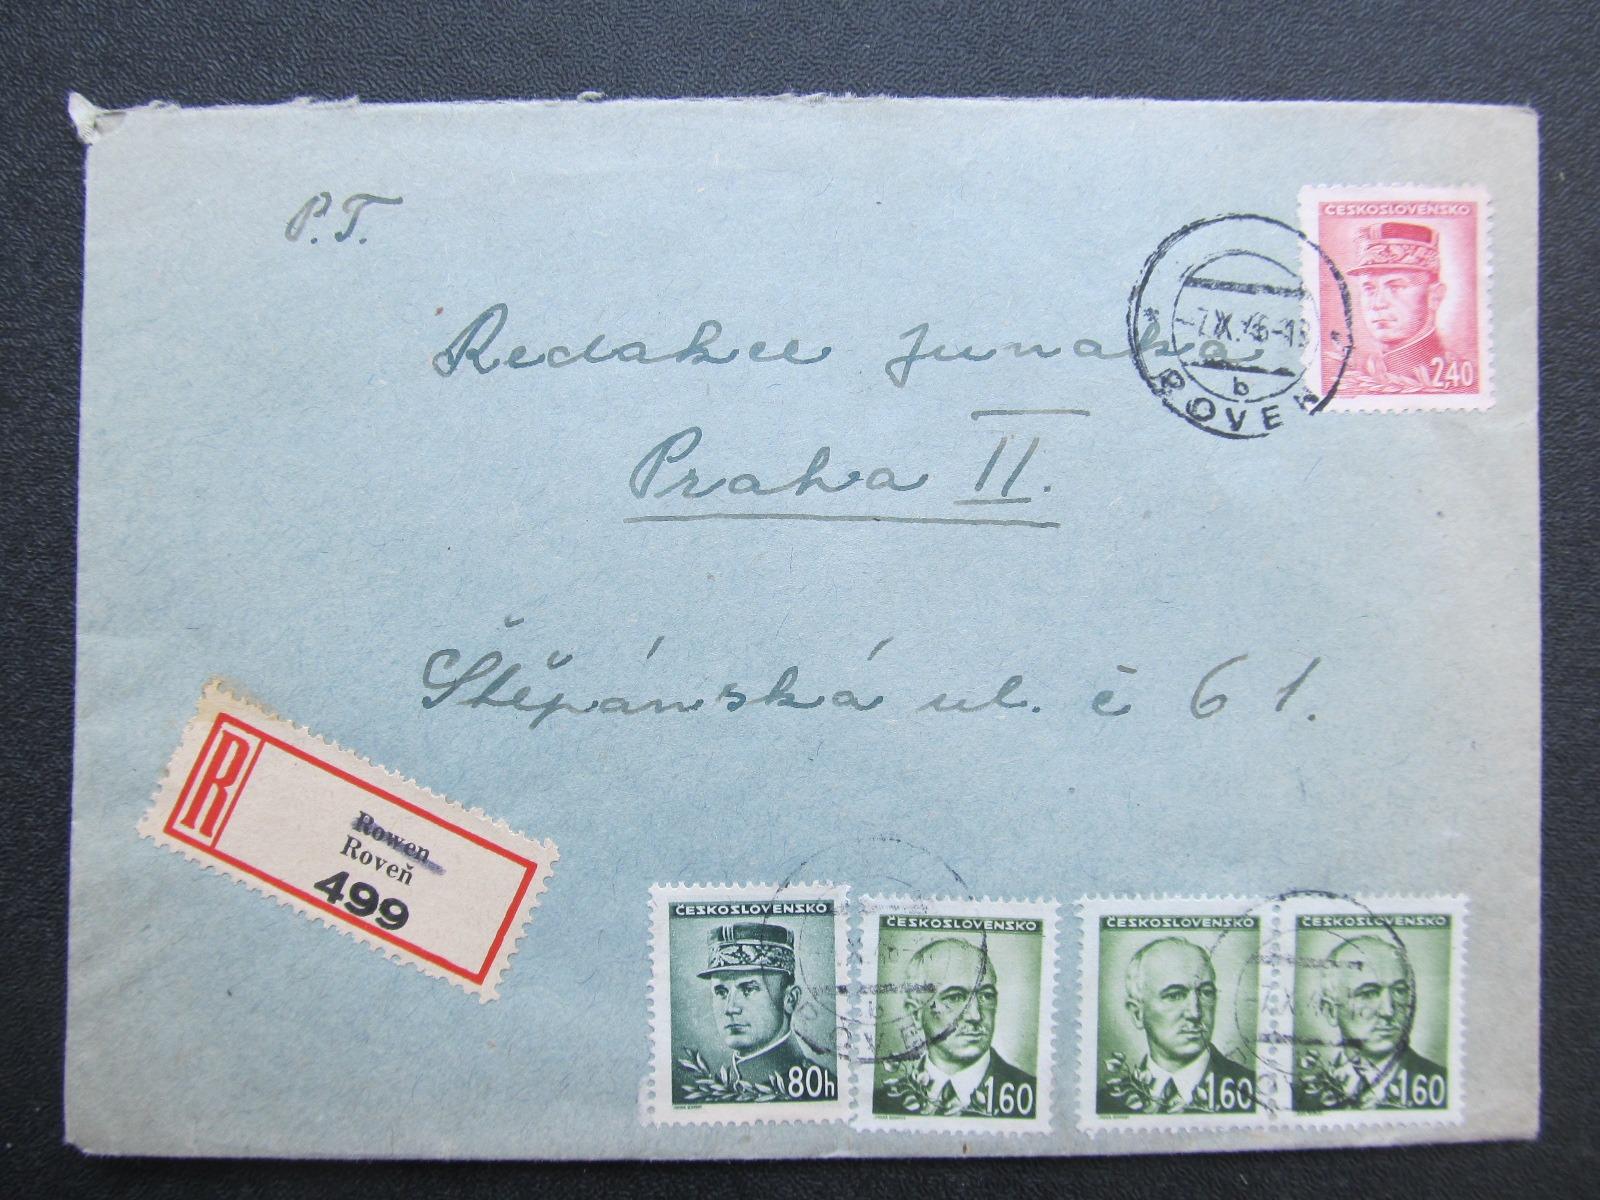 P.T.
Redakce Junaka
Praha II.
Štěpánská ul. č 61.
ČESKOSLOVENSKO
2,40
ROVEŇ
b
R
Rowen
Roveň
499
ČESKOSLOVENSKO
80h
ČESKOSLOVENSKO
1,60
ČESKOSLOVENSKO
1,60
ČESKOSLOVENSKO
1,60